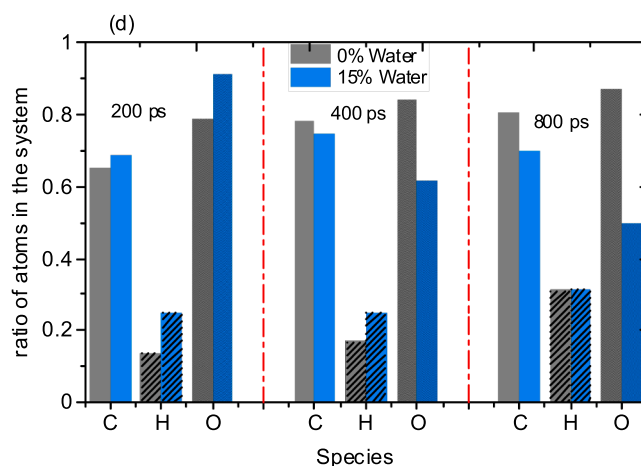 (d)
1
0.8
0.6
0.4
0.2
0
ratio of atoms in the system
0% Water
15% Water
200 ps
400 ps
800 ps
C H O C H O C H O
Species